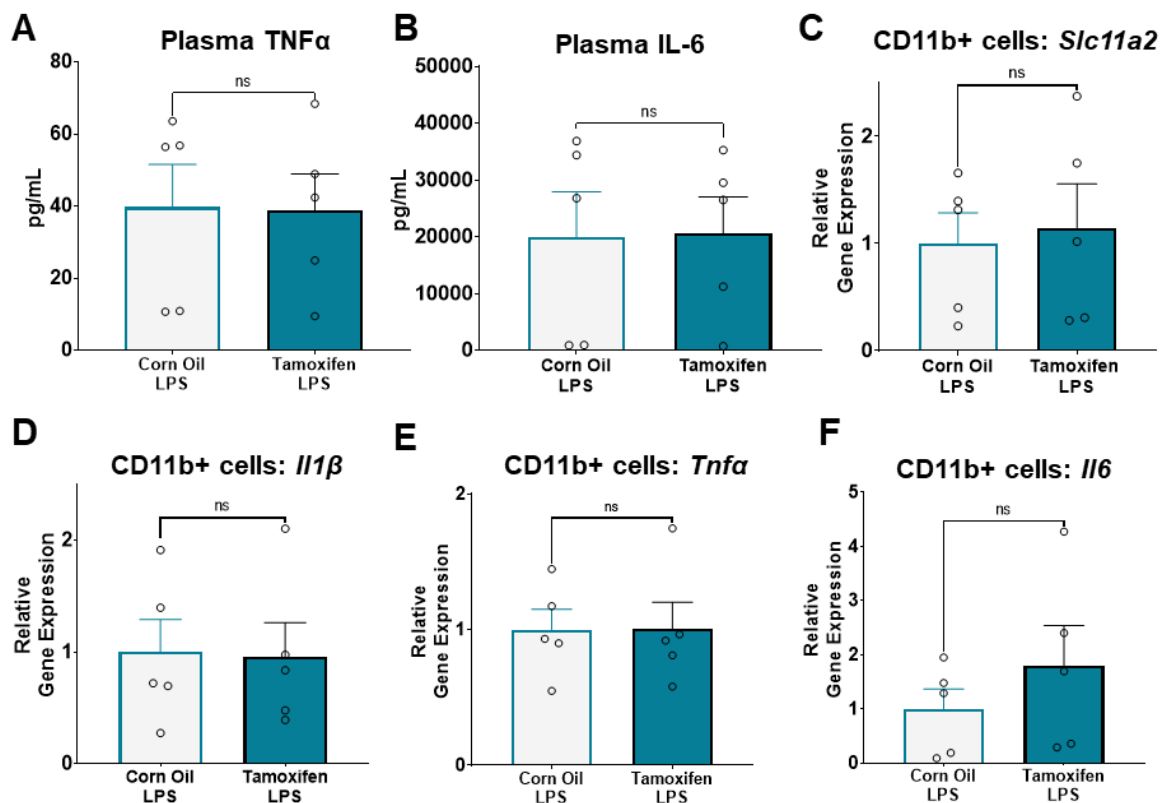 A
Plasma TNFα
80
60
40
20
0
pg/mL
ns
Corn Oil
LPS
Tamoxifen
LPS
B
Plasma IL-6
50000
40000
30000
20000
10000
0
pg/mL
ns
Corn Oil
LPS
Tamoxifen
LPS
C
CD11b+ cells: Slc11a2
2
1
0
Relative
Gene Expression
ns
Corn Oil
LPS
Tamoxifen
LPS
D
CD11b+ cells: Il1β
2
1
0
Relative
Gene Expression
ns
Corn Oil
LPS
Tamoxifen
LPS
E
CD11b+ cells: Tnfα
2
1
0
Relative
Gene Expression
ns
Corn Oil
LPS
Tamoxifen
LPS
F
CD11b+ cells: Il6
5
4
3
2
1
0
Relative
Gene Expression
ns
Corn Oil
LPS
Tamoxifen
LPS